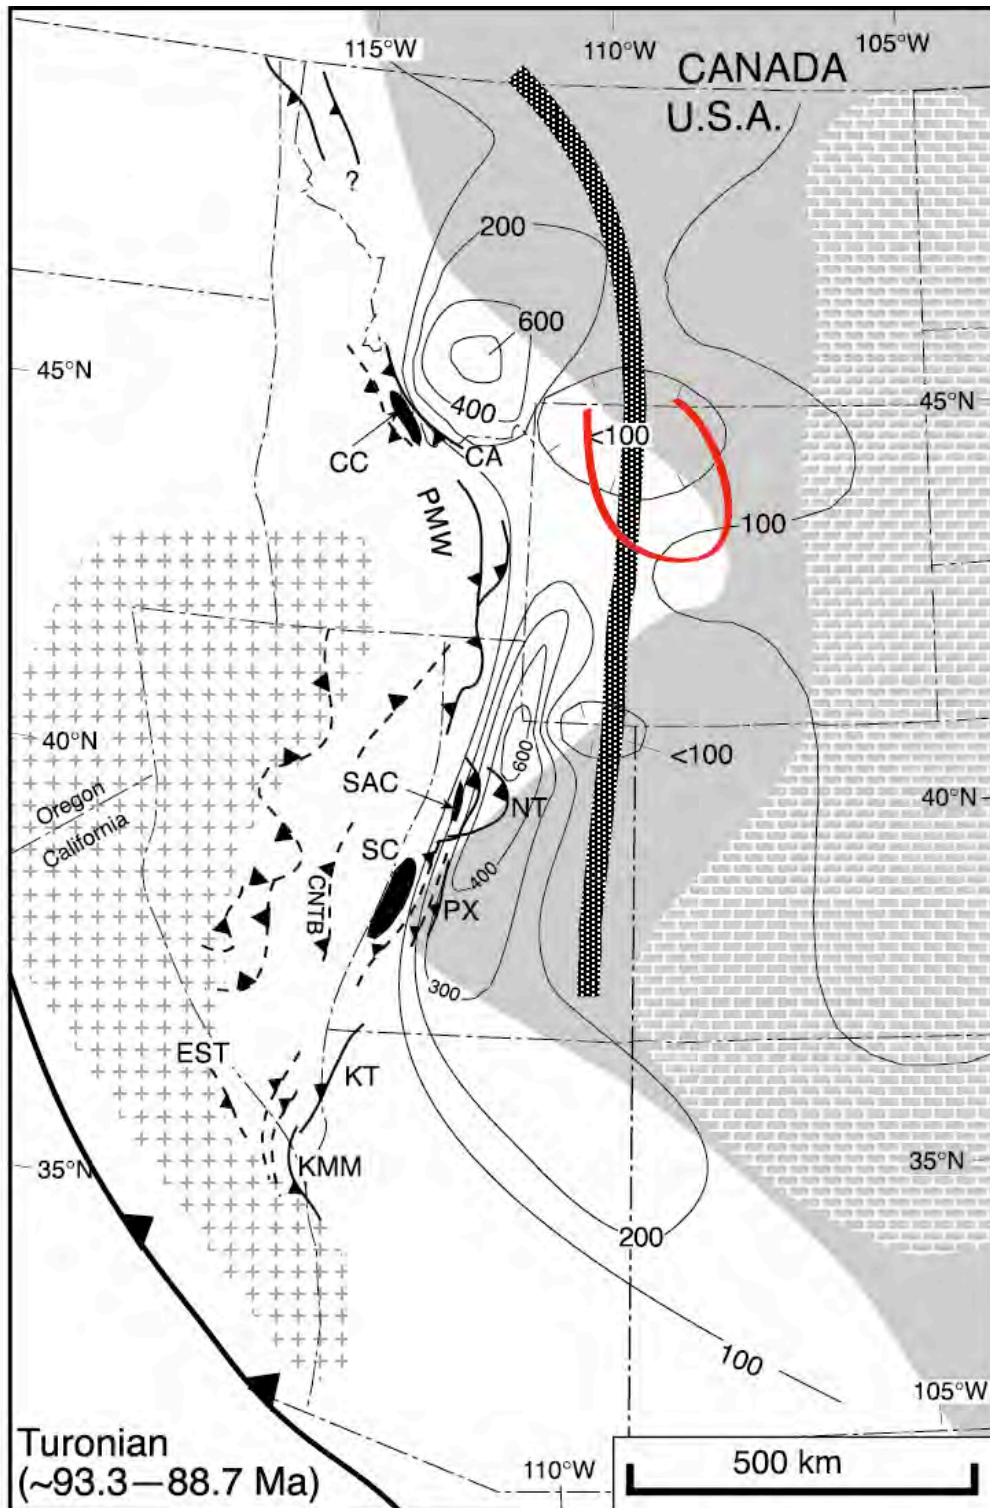 115°W
110°W
105°W
CANADA
U.S.A.
?
200
600
45°N
400
<100
45°N
CC
CA
PMW
100
40°N
600
<100
SAC
NT
40°N
Oregon
California
SC
400
CNTB
PX
300
EST
KT
35°N
KMM
35°N
200
100
105°W
Turonian
(~93.3–88.7 Ma)
110°W
500 km